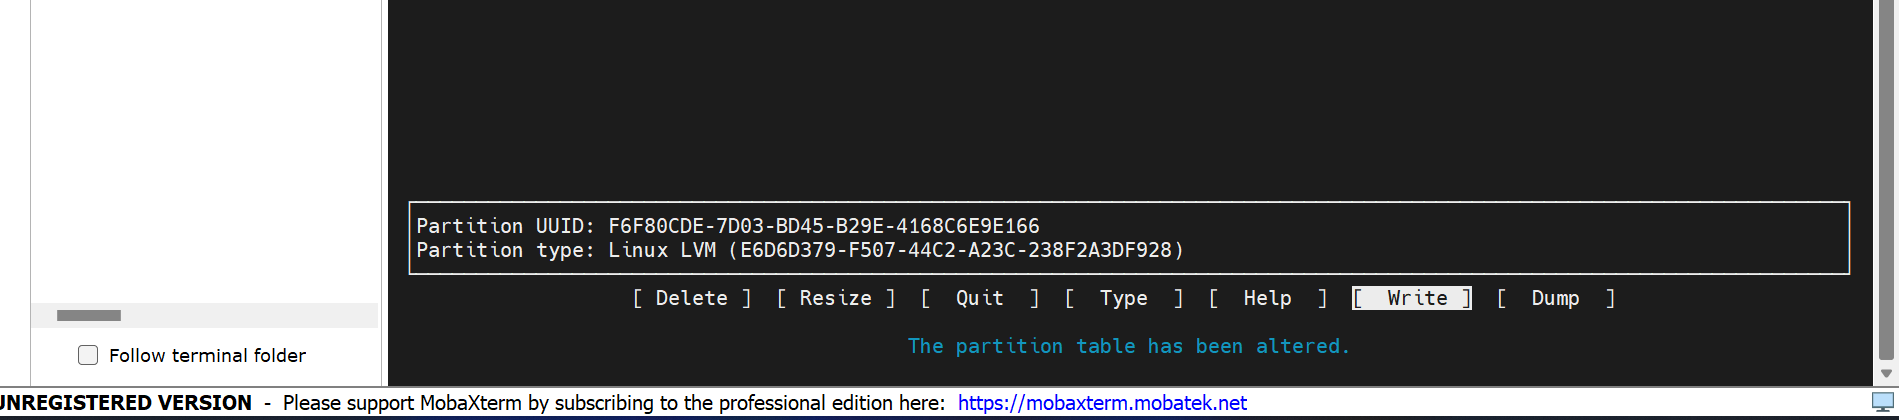 Partition UUID: F6F80CDE-7D03-BD45-B29E-4168C6E9E166
Partition type: Linux LVM (E6D6D379-F507-44C2-A23C-238F2A3DF928)
[ Delete ] [ Resize ] [ Quit ] [ Type ] [ Help ] [ Write ] [ Dump ]
The partition table has been altered.
Follow terminal folder
UNREGISTERED VERSION - Please support MobaXterm by subscribing to the professional edition here: https://mobaxterm.mobatek.net